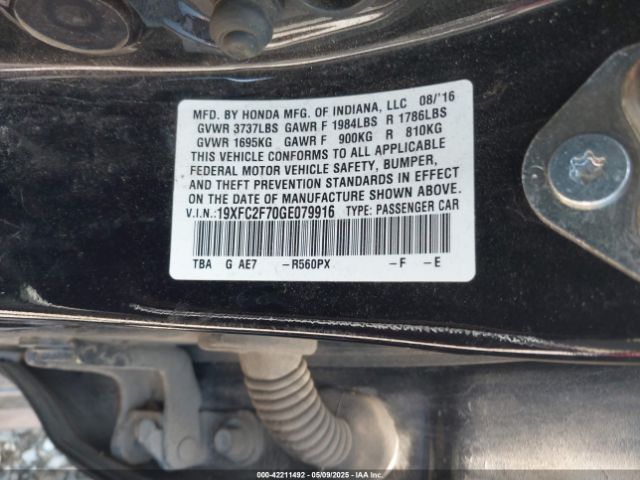 MFD. BY HONDA MFG. OF INDIANA, LLC 08/'16
GVWR 3737LBS GAWR F 1984LBS R 1786LBS
GVWR 1695KG GAWR F 900KG R 810KG
THIS VEHICLE CONFORMS TO ALL APPLICABLE
FEDERAL MOTOR VEHICLE SAFETY, BUMPER,
AND THEFT PREVENTION STANDARDS IN EFFECT
ON THE DATE OF MANUFACTURE SHOWN ABOVE.
V.I.N.:19XFC2F70GE079916 TYPE: PASSENGER CAR
TBA G AE7 -R560PX -F -E
000-42211492 - 05/09/2025 - IAAI.com